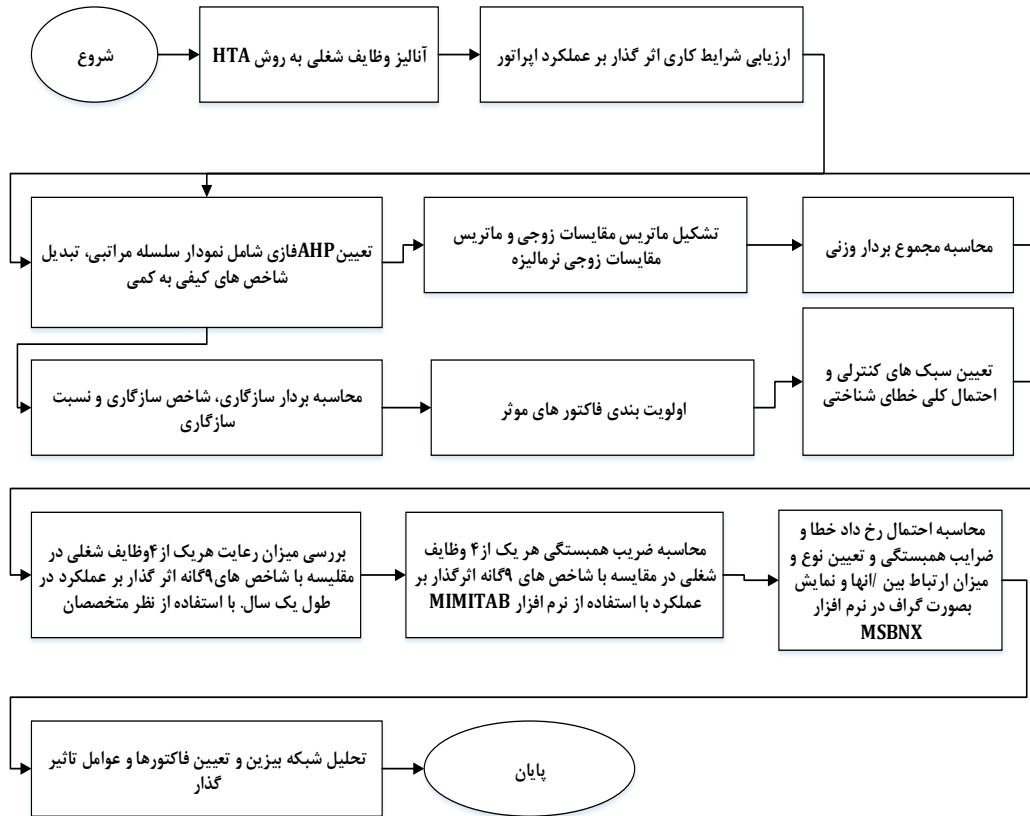 شروع
آنالیز وظایف شغلی به روش HTA
ارزیابی شرایط کاری اثر گذار بر عملکرد اپراتور
تعیینAHPفازی شامل نمودار سلسله مراتبی، تبدیل
شاخص های کیفی به کمی
تشکیل ماتریس مقایسات زوجی و ماتریس
مقایسات زوجی نرمالیزه
محاسبه مجموع بردار وزنی
محاسبه بردار سازگاری، شاخص سازگاری و نسبت
سازگاری
اولویت بندی فاکتور های موثر
تعیین سبک های کنترلی و
احتمال کلی خطای شناختی
بررسی میزان رعایت هریک از۴وظایف شغلی در
مقلیسه با شاخص های۹گانه اثر گذار بر عملکرد در
طول یک سال. با استفاده از نظر متخصصان
محاسبه ضریب همبستگی هر یک از۴ وظایف
شغلی در مقایسه با شاخص های ۹گانه اثرگذار بر
عملکرد با استفاده از نرم افزار MIMITAB
محاسبه احتمال رخ داد خطا و
ضرایب همبستگی و تعیین نوع و
میزان ارتباط بین /انها و نمایش
بصورت گراف در نرم افزار
MSBNX
تحلیل شبکه بیزین و تعیین فاکتورها و عوامل تاثیر
گذار
پایان